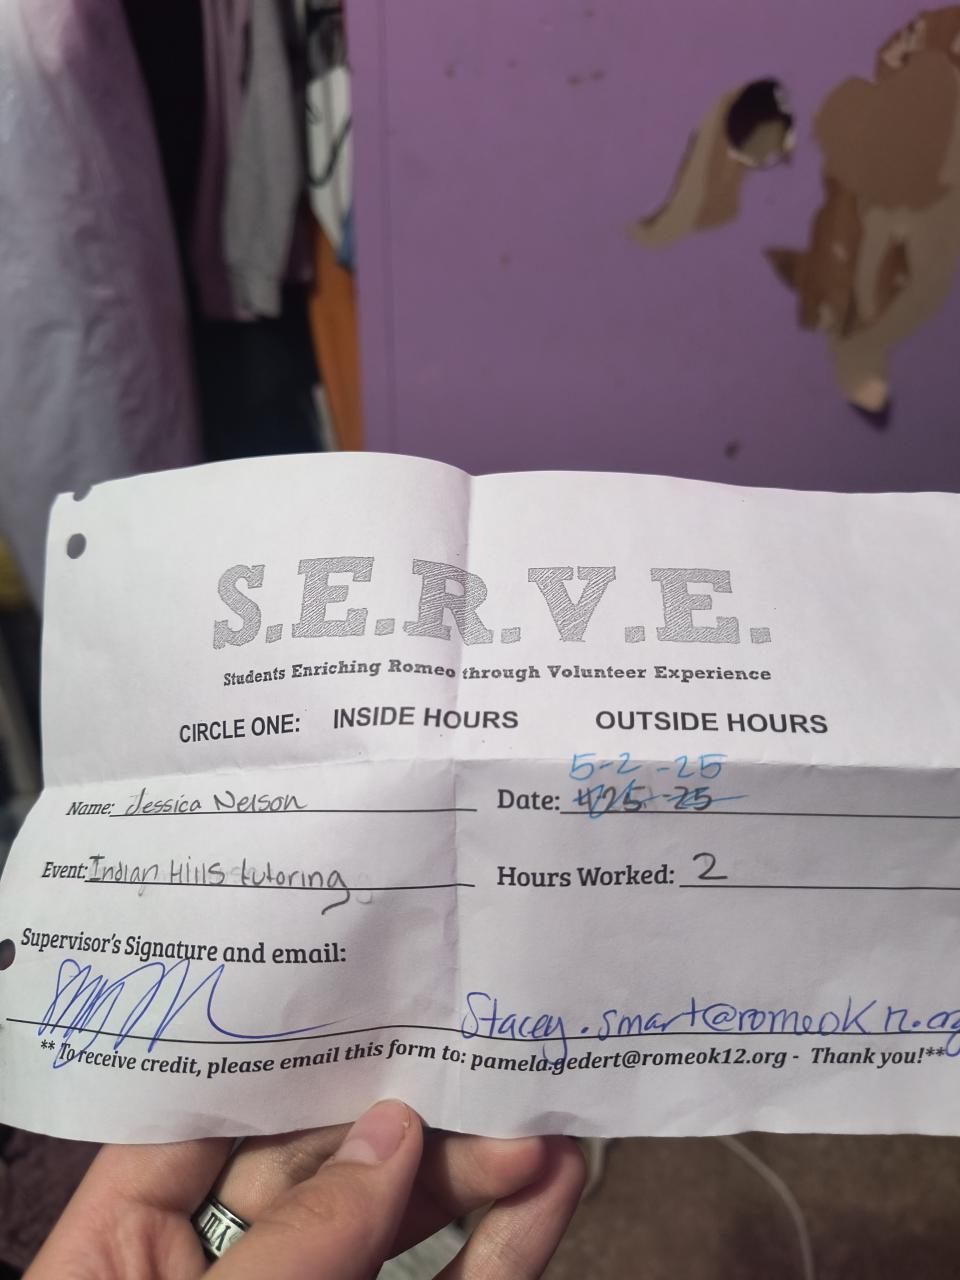 S.E.R.V.E.
Students Enriching Romeo through Volunteer Experience
CIRCLE ONE: INSIDE HOURS OUTSIDE HOURS
5-2-25
Name: Jessica Nelson Date: 4-25-25
Event: Indian Hills tutoring Hours Worked: 2
Supervisor's Signature and email:
Stacey.smart@romeok12.org
** To receive credit, please email this form to: pamela.gedert@romeok12.org - Thank you!**